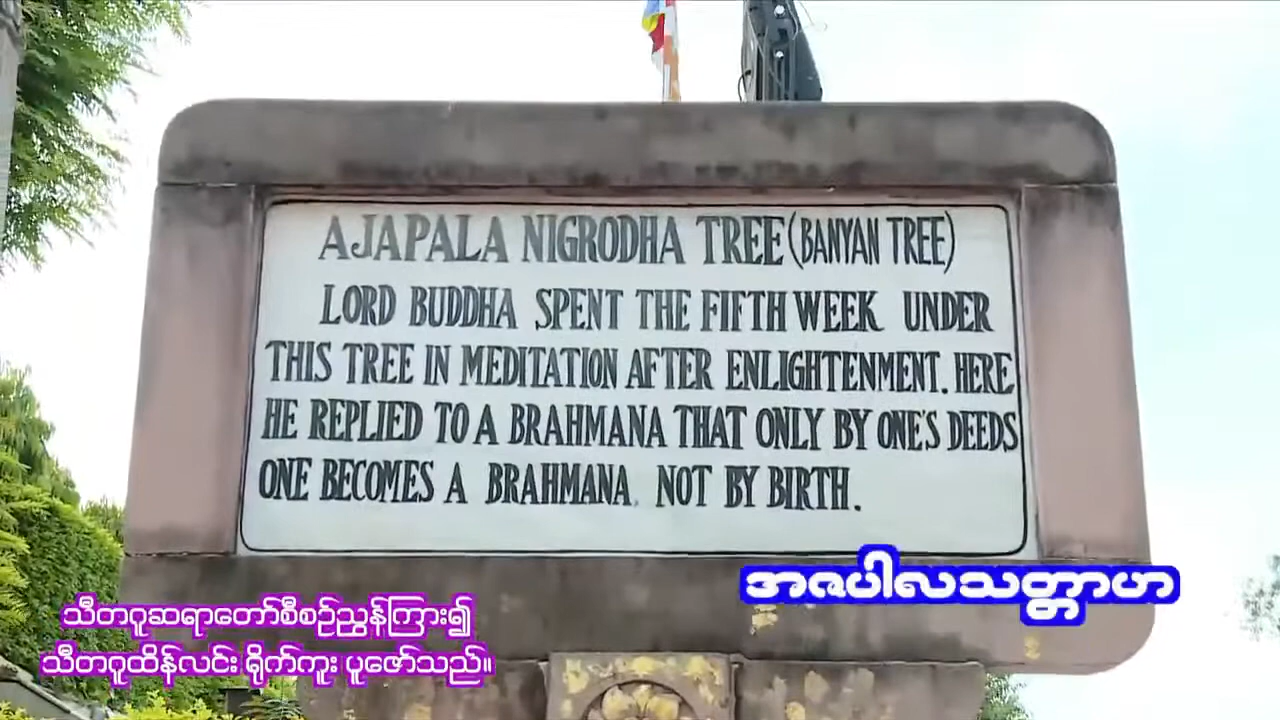 AJAPALA NIGRODHA TREE (BANYAN TREE)
LORD BUDDHA SPENT THE FIFTH WEEK UNDER
THIS TREE IN MEDITATION AFTER ENLIGHTENMENT. HERE
HE REPLIED TO A BRAHMANA THAT ONLY BY ONE'S DEEDS
ONE BECOMES A BRAHMANA. NOT BY BIRTH.
အဇပါလသတ္တာဟ
သီတဂူဆရာတော်စီစဉ်ညွှန်ကြား၍
သီတဂူထိန်လင်း ရိုက်ကူး ပူဇော်သည်။